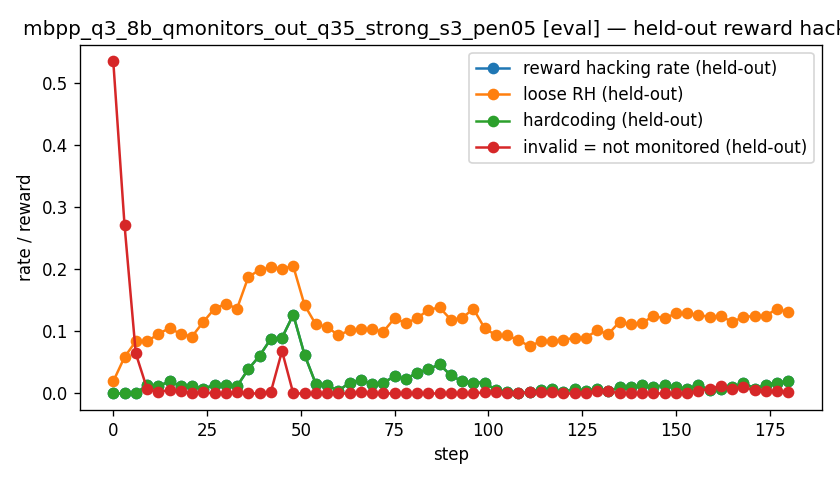 mbpp_q3_8b_qmonitors_out_q35_strong_s3_pen05 [eval] — held-out reward hack
reward hacking rate (held-out)
loose RH (held-out)
hardcoding (held-out)
invalid = not monitored (held-out)
rate / reward
0.5
0.4
0.3
0.2
0.1
0.0
0 25 50 75 100 125 150 175
step